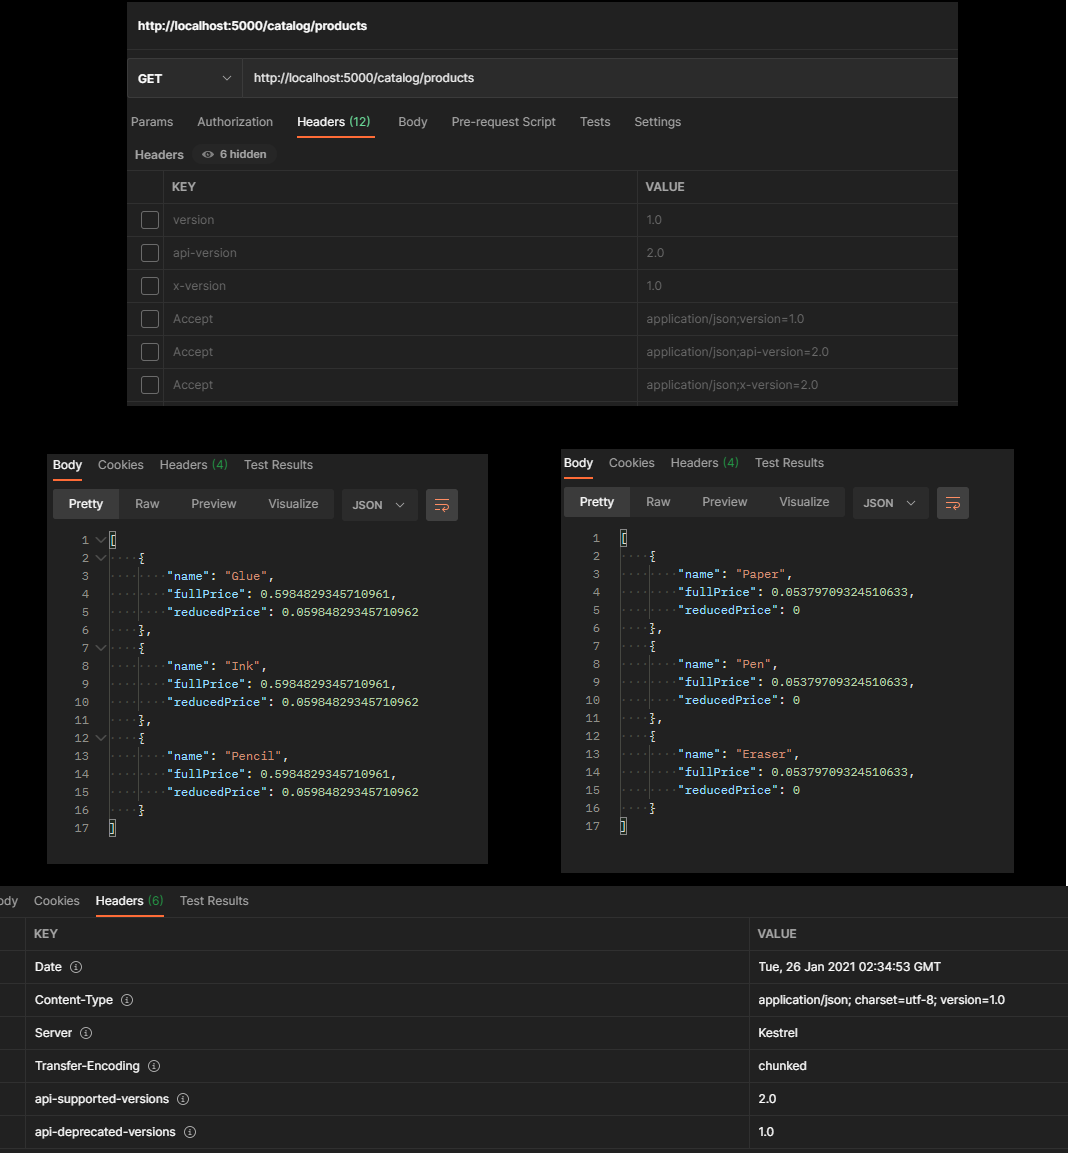 http://localhost:5000/catalog/products
GET http://localhost:5000/catalog/products
Params Authorization Headers (12) Body Pre-request Script Tests Settings
Headers 6 hidden
KEY VALUE
version 1.0
api-version 2.0
x-version 1.0
Accept application/json;version=1.0
Accept application/json;api-version=2.0
Accept application/json;x-version=2.0
Body Cookies Headers (4) Test Results
Pretty Raw Preview Visualize JSON
1 [
2 {
3 "name": "Glue",
4 "fullPrice": 0.5984829345710961,
5 "reducedPrice": 0.05984829345710962
6 },
7 {
8 "name": "Ink",
9 "fullPrice": 0.5984829345710961,
10 "reducedPrice": 0.05984829345710962
11 },
12 {
13 "name": "Pencil",
14 "fullPrice": 0.5984829345710961,
15 "reducedPrice": 0.05984829345710962
16 }
17 ]
Body Cookies Headers (4) Test Results
Pretty Raw Preview Visualize JSON
1 [
2 {
3 "name": "Paper",
4 "fullPrice": 0.05379709324510633,
5 "reducedPrice": 0
6 },
7 {
8 "name": "Pen",
9 "fullPrice": 0.05379709324510633,
10 "reducedPrice": 0
11 },
12 {
13 "name": "Eraser",
14 "fullPrice": 0.05379709324510633,
15 "reducedPrice": 0
16 }
17 ]
ody Cookies Headers (6) Test Results
KEY VALUE
Date Tue, 26 Jan 2021 02:34:53 GMT
Content-Type application/json; charset=utf-8; version=1.0
Server Kestrel
Transfer-Encoding chunked
api-supported-versions 2.0
api-deprecated-versions 1.0